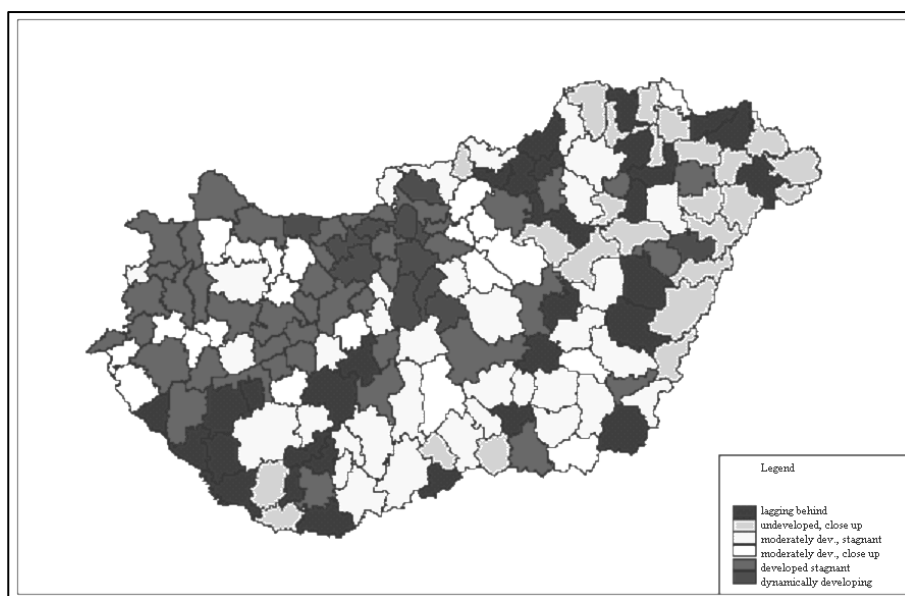 Legend
lagging behind
undeveloped, close up
moderately dev., stagnant
moderately dev., close up
developed stagnant
dynamically developing